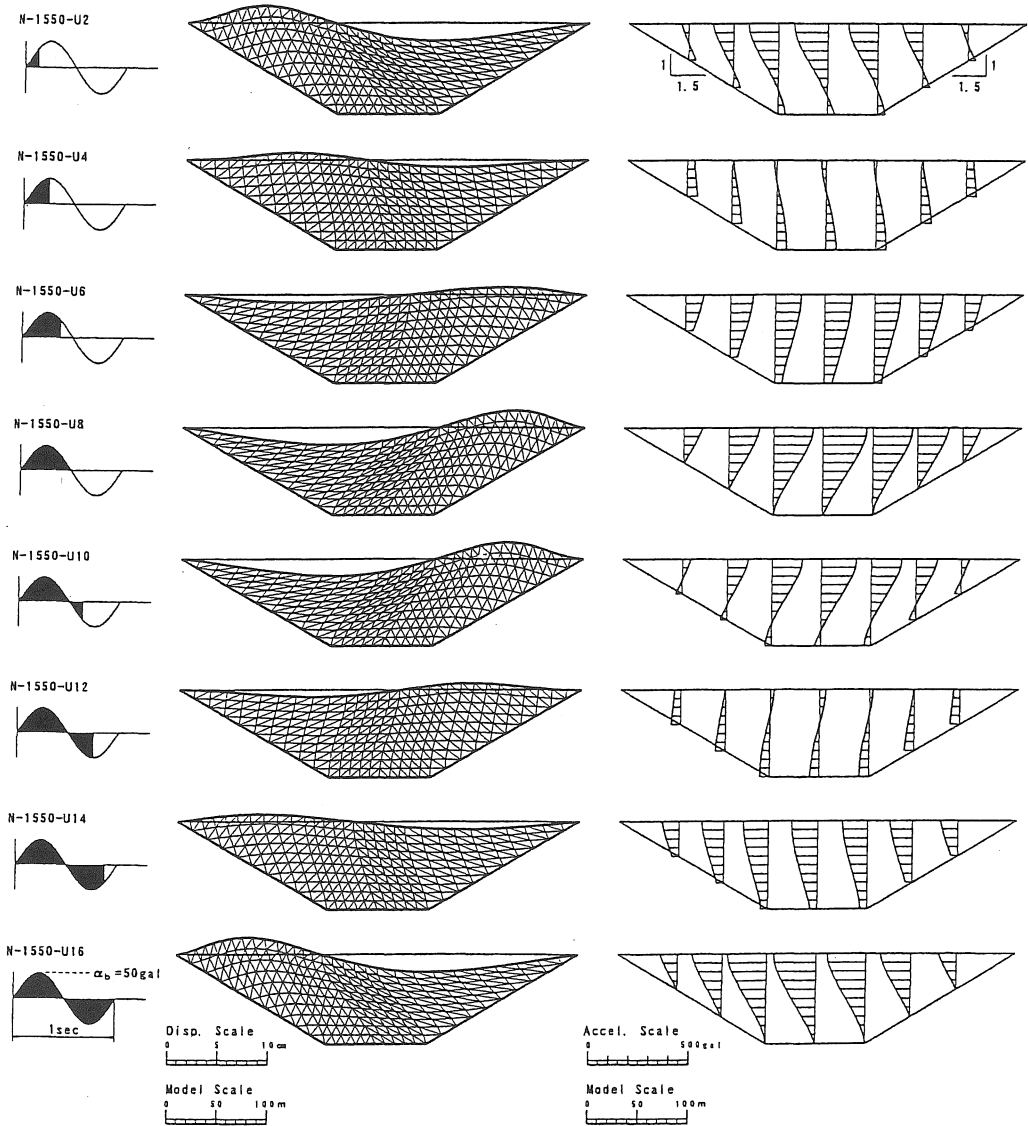 N-1550-U2
1
1.5
1
1.5
N-1550-U4
N-1550-U6
N-1550-U8
N-1550-U10
N-1550-U12
N-1550-U14
N-1550-U16
αb=50gal
1sec
Disp. Scale
0 5 10cm
Model Scale
0 50 100m
Accel. Scale
0 500gal
Model Scale
0 50 100m